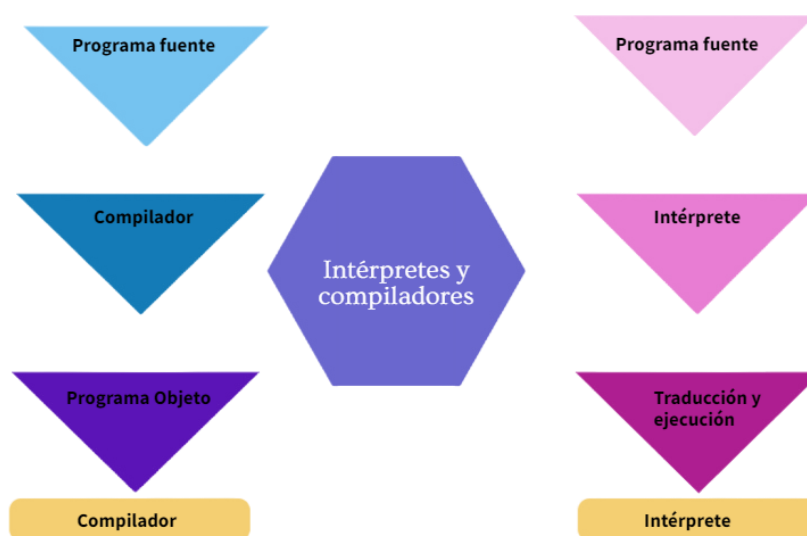 Programa fuente
Compilador
Programa Objeto
Compilador
Intérpretes y
compiladores
Programa fuente
Intérprete
Traducción y
ejecución
Intérprete